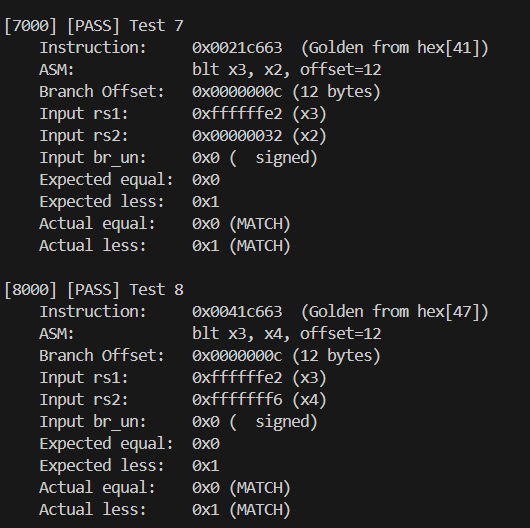 [7000] [PASS] Test 7
Instruction: 0x0021c663 (Golden from hex[41])
ASM: blt x3, x2, offset=12
Branch Offset: 0x0000000c (12 bytes)
Input rs1: 0xffffffe2 (x3)
Input rs2: 0x00000032 (x2)
Input br_un: 0x0 (  signed)
Expected equal: 0x0
Expected less: 0x1
Actual equal: 0x0 (MATCH)
Actual less: 0x1 (MATCH)
[8000] [PASS] Test 8
Instruction: 0x0041c663 (Golden from hex[47])
ASM: blt x3, x4, offset=12
Branch Offset: 0x0000000c (12 bytes)
Input rs1: 0xffffffe2 (x3)
Input rs2: 0xfffffff6 (x4)
Input br_un: 0x0 (  signed)
Expected equal: 0x0
Expected less: 0x1
Actual equal: 0x0 (MATCH)
Actual less: 0x1 (MATCH)